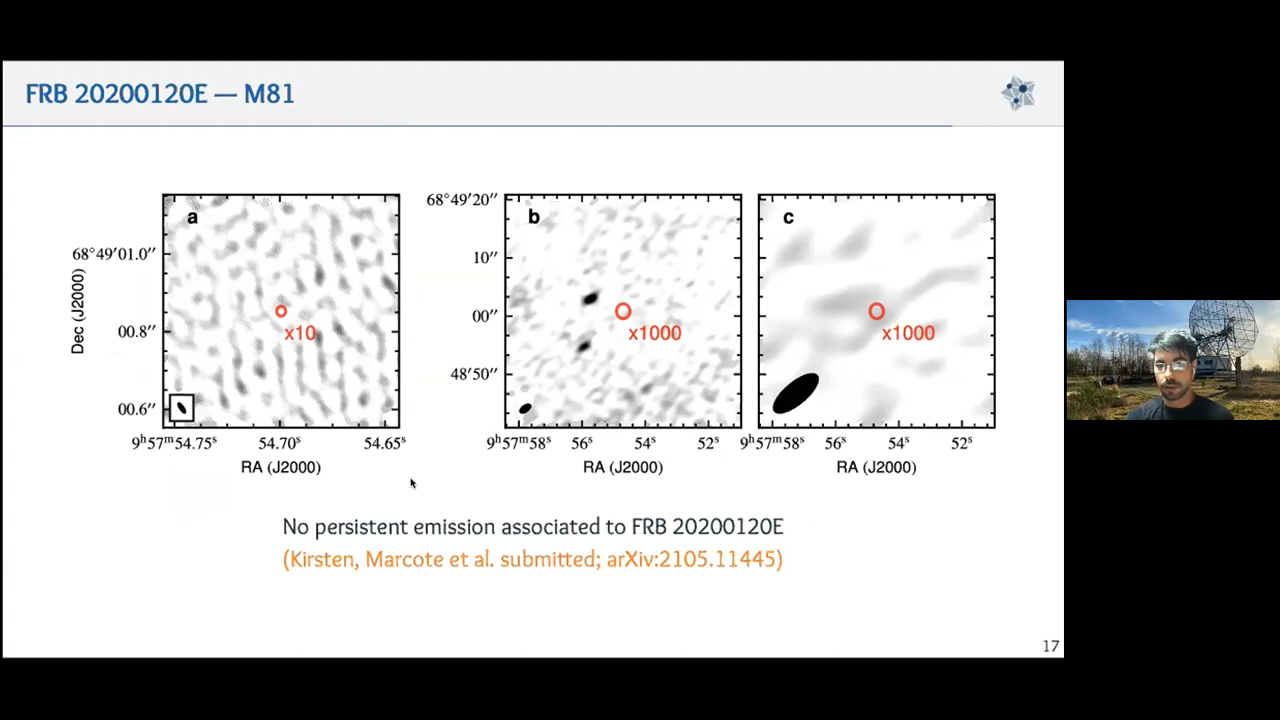 FRB 20200120E — M81
a
b
c
68°49′20″
68°49′01.0″
10″
00.8″
00″
48′50″
00.6″
Dec (J2000)
x10
x1000
x1000
9ʰ57ᵐ54.75ˢ
54.70ˢ
54.65ˢ
9ʰ57ᵐ58ˢ
56ˢ
54ˢ
52ˢ
9ʰ57ᵐ58ˢ
56ˢ
54ˢ
52ˢ
RA (J2000)
RA (J2000)
RA (J2000)
No persistent emission associated to FRB 20200120E
(Kirsten, Marcote et al. submitted; arXiv:2105.11445)
17